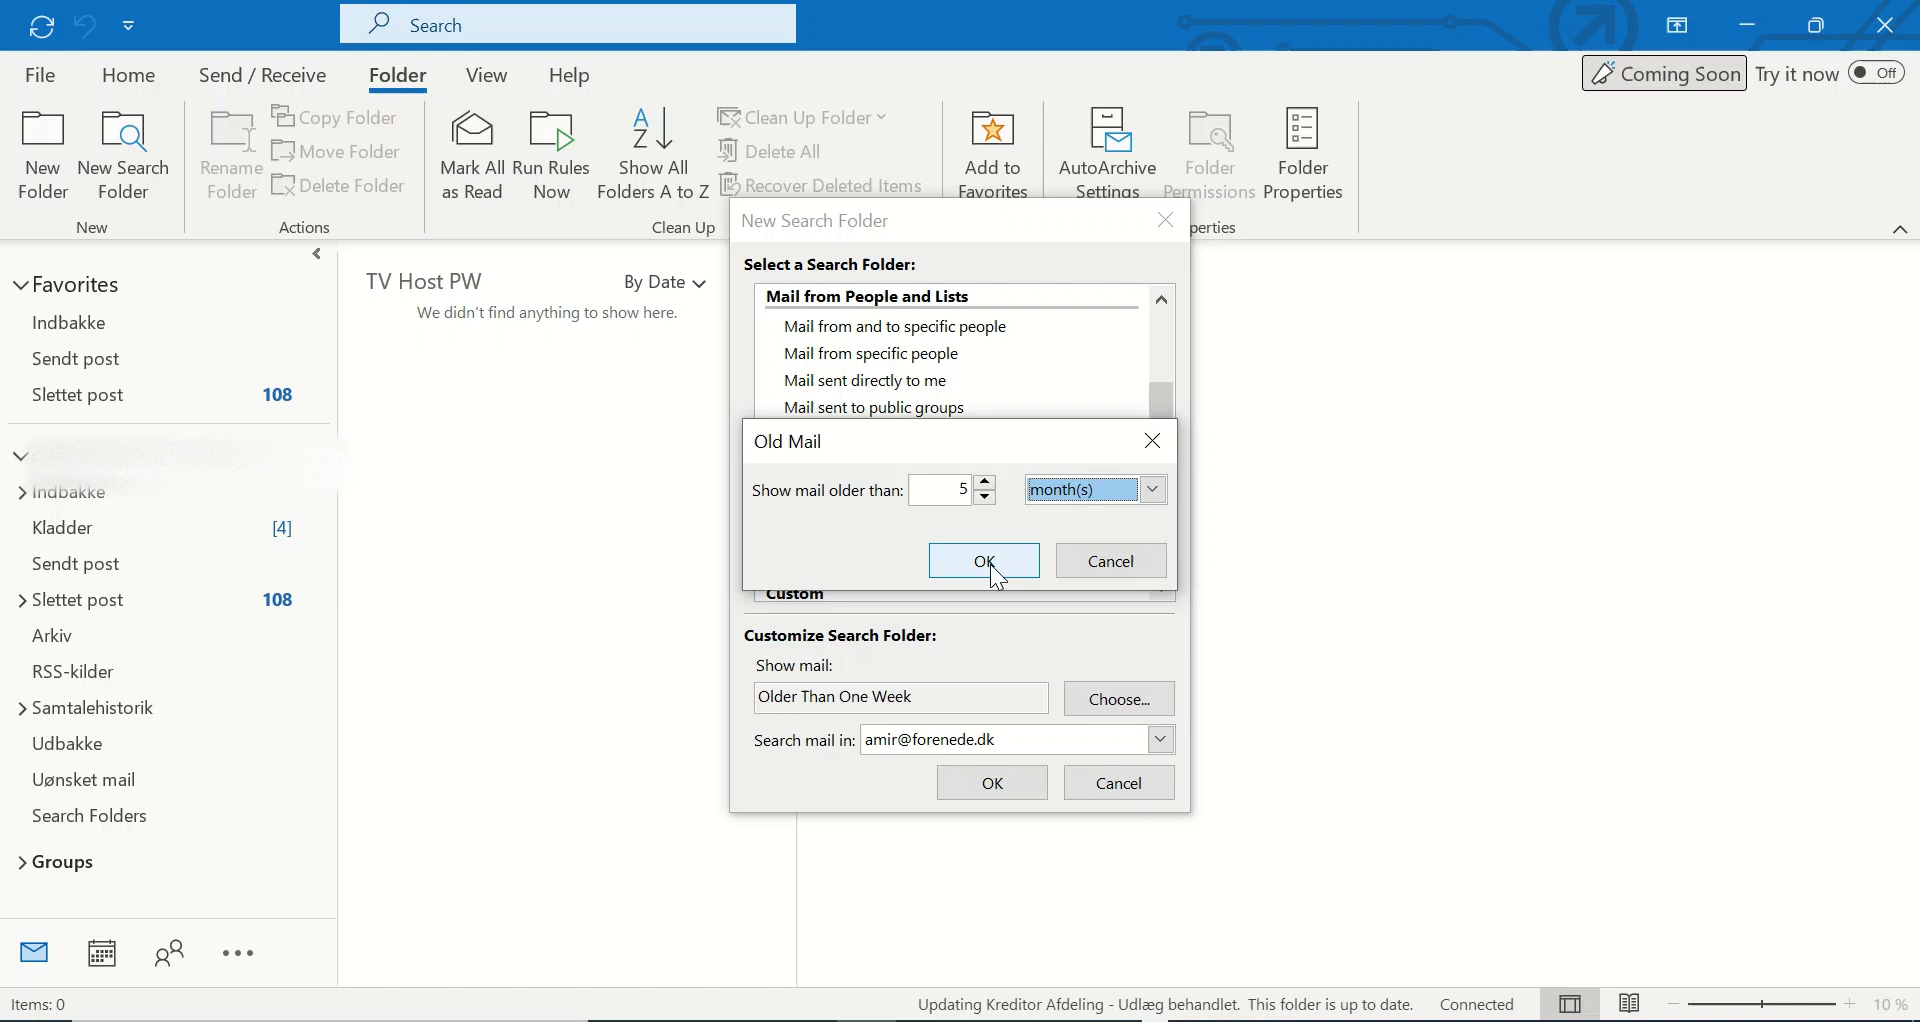 Search
File Home Send / Receive Folder View Help
Coming Soon Try it now Off
New Folder
New Search Folder
New
Rename Folder
Copy Folder
Move Folder
Delete Folder
Actions
Mark All as Read
Run Rules Now
Show All Folders A to Z
Clean Up Folder
Delete All
Recover Deleted Items
Clean Up
Add to Favorites
AutoArchive Settings
Folder Permissions
Folder Properties
perties
Favorites
Indbakke
Sendt post
Slettet post 108
Indbakke
Kladder [4]
Sendt post
Slettet post 108
Arkiv
RSS-kilder
Samtalehistorik
Udbakke
Uønsket mail
Search Folders
Groups
TV Host PW By Date
We didn't find anything to show here.
New Search Folder
Select a Search Folder:
Mail from People and Lists
Mail from and to specific people
Mail from specific people
Mail sent directly to me
Mail sent to public groups
Old Mail
Show mail older than: 5 month(s)
OK Cancel
Custom
Customize Search Folder:
Show mail:
Older Than One Week Choose...
Search mail in: amir@forenede.dk
OK Cancel
Items: 0 Updating Kreditor Afdeling - Udlæg behandlet. This folder is up to date. Connected 10 %